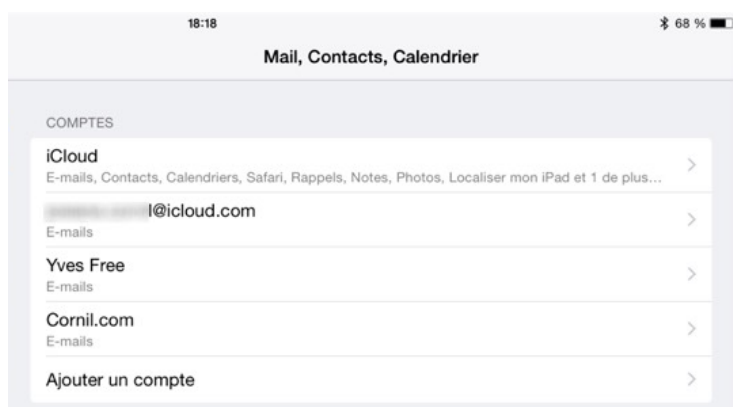 18:18
68 %
Mail, Contacts, Calendrier
COMPTES
iCloud
E-mails, Contacts, Calendriers, Safari, Rappels, Notes, Photos, Localiser mon iPad et 1 de plus...
l@icloud.com
E-mails
Yves Free
E-mails
Cornil.com
E-mails
Ajouter un compte